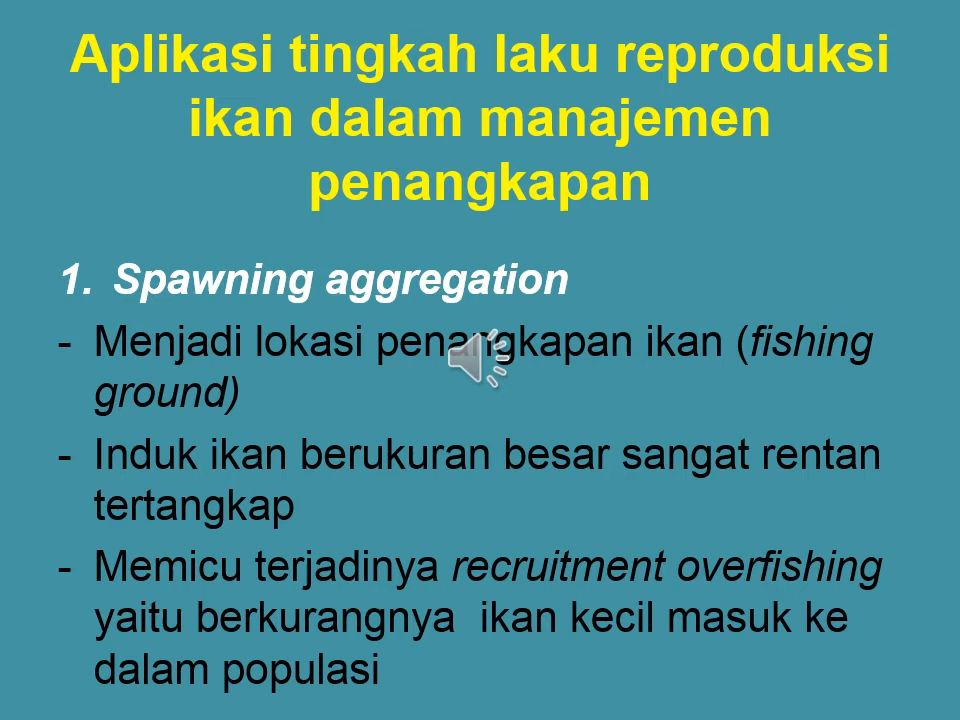 Aplikasi tingkah laku reproduksi
ikan dalam manajemen
penangkapan
1. Spawning aggregation
- Menjadi lokasi penangkapan ikan (fishing
ground)
- Induk ikan berukuran besar sangat rentan
tertangkap
- Memicu terjadinya recruitment overfishing
yaitu berkurangnya  ikan kecil masuk ke
dalam populasi